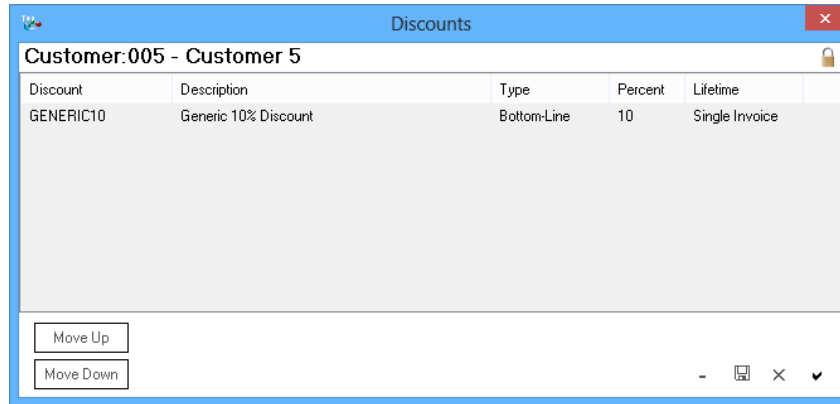 Discounts
Customer:005 - Customer 5
Discount Description Type Percent Lifetime
GENERIC10 Generic 10% Discount Bottom-Line 10 Single Invoice
Move Up
Move Down